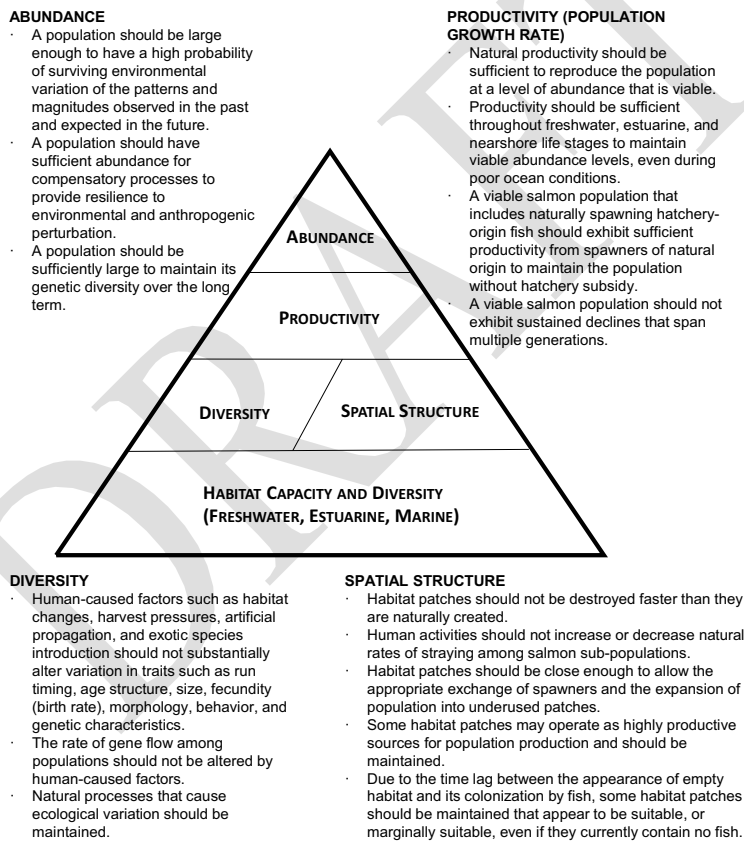 ABUNDANCE
· A population should be large
enough to have a high probability
of surviving environmental
variation of the patterns and
magnitudes observed in the past
and expected in the future.
· A population should have
sufficient abundance for
compensatory processes to
provide resilience to
environmental and anthropogenic
perturbation.
· A population should be
sufficiently large to maintain its
genetic diversity over the long
term.
PRODUCTIVITY (POPULATION
GROWTH RATE)
· Natural productivity should be
sufficient to reproduce the population
at a level of abundance that is viable.
· Productivity should be sufficient
throughout freshwater, estuarine, and
nearshore life stages to maintain
viable abundance levels, even during
poor ocean conditions.
· A viable salmon population that
includes naturally spawning hatchery-
origin fish should exhibit sufficient
productivity from spawners of natural
origin to maintain the population
without hatchery subsidy.
· A viable salmon population should not
exhibit sustained declines that span
multiple generations.
ABUNDANCE
PRODUCTIVITY
DIVERSITY
SPATIAL STRUCTURE
HABITAT CAPACITY AND DIVERSITY
(FRESHWATER, ESTUARINE, MARINE)
DIVERSITY
· Human-caused factors such as habitat
changes, harvest pressures, artificial
propagation, and exotic species
introduction should not substantially
alter variation in traits such as run
timing, age structure, size, fecundity
(birth rate), morphology, behavior, and
genetic characteristics.
· The rate of gene flow among
populations should not be altered by
human-caused factors.
· Natural processes that cause
ecological variation should be
maintained.
SPATIAL STRUCTURE
· Habitat patches should not be destroyed faster than they
are naturally created.
· Human activities should not increase or decrease natural
rates of straying among salmon sub-populations.
· Habitat patches should be close enough to allow the
appropriate exchange of spawners and the expansion of
population into underused patches.
· Some habitat patches may operate as highly productive
sources for population production and should be
maintained.
· Due to the time lag between the appearance of empty
habitat and its colonization by fish, some habitat patches
should be maintained that appear to be suitable, or
marginally suitable, even if they currently contain no fish.
DRAFT